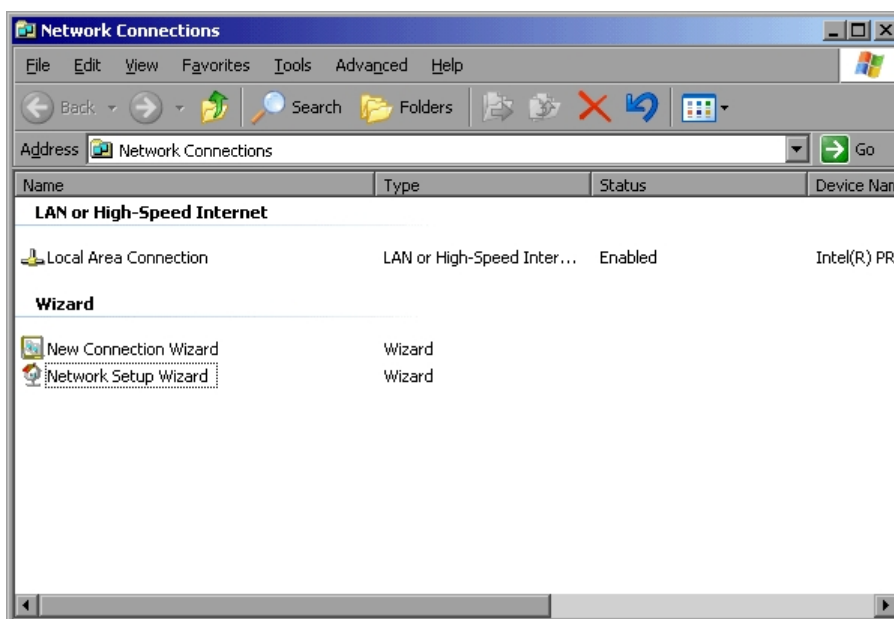 Network Connections
File Edit View Favorites Tools Advanced Help
Back Search Folders
Address Network Connections Go
Name Type Status Device Nan
LAN or High-Speed Internet
Local Area Connection LAN or High-Speed Inter... Enabled Intel(R) PR
Wizard
New Connection Wizard Wizard
Network Setup Wizard Wizard